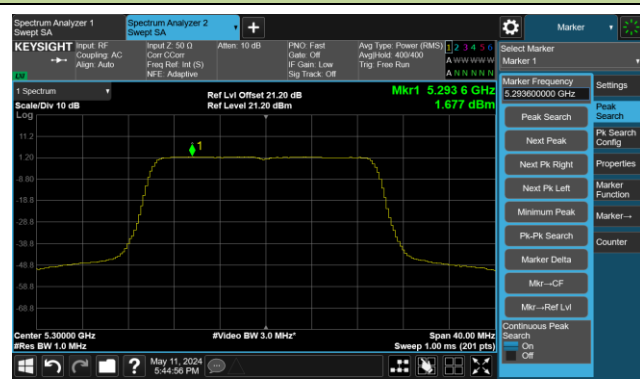 Spectrum Analyzer 1
Swept SA
Spectrum Analyzer 2
Swept SA
Marker
KEYSIGHT
Input: RF
Coupling: AC
Align: Auto
Input Z: 50 Ω
Corr CCorr
Freq Ref: Int (S)
NFE: Adaptive
Atten: 10 dB
PNO: Fast
Gate: Off
IF Gain: Low
Sig Track: Off
Avg Type: Power (RMS)
Avg|Hold: 400/400
Trig: Free Run
1 2 3 4 5 6
A W W W W W
A N N N N N
LW
Select Marker
Marker 1
1 Spectrum
Scale/Div 10 dB
Log
Ref Lvl Offset 21.20 dB
Ref Level 21.20 dBm
Mkr1 5.293 6 GHz
1.677 dBm
11.2
1.20
-8.80
-18.8
-28.8
-38.8
-48.8
-58.8
-68.8
1
Center 5.30000 GHz
#Res BW 1.0 MHz
#Video BW 3.0 MHz*
Span 40.00 MHz
Sweep 1.00 ms (201 pts)
Marker Frequency
5.293600000 GHz
Peak Search
Next Peak
Next Pk Right
Next Pk Left
Minimum Peak
Pk-Pk Search
Marker Delta
Mkr→CF
Mkr→Ref Lvl
Continuous Peak
Search
On
Off
Settings
Peak
Search
Pk Search
Config
Properties
Marker
Function
Marker→
Counter
?
May 11, 2024
5:44:56 PM